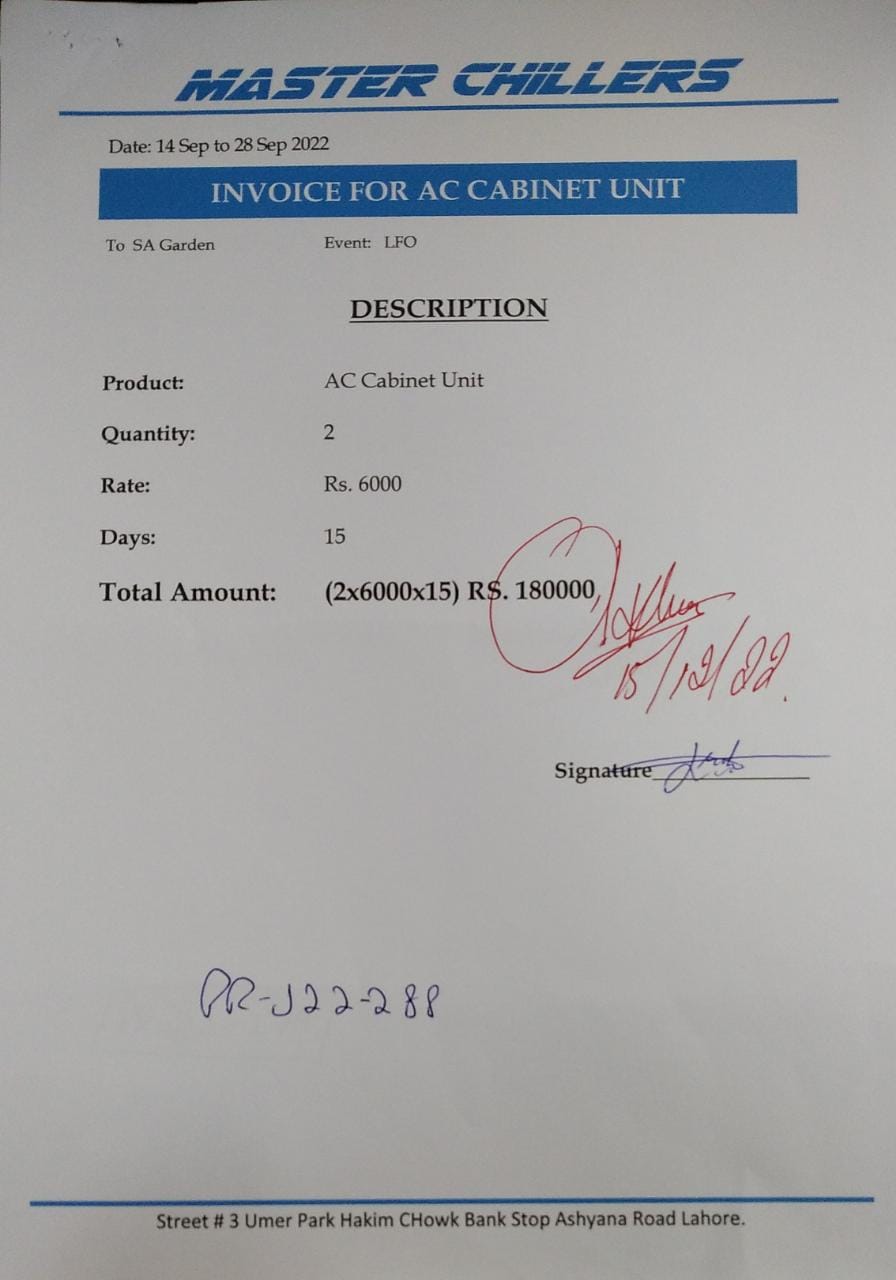 MASTER CHILLERS
Date: 14 Sep to 28 Sep 2022
INVOICE FOR AC CABINET UNIT
To SA Garden Event: LFO
DESCRIPTION
Product: AC Cabinet Unit
Quantity: 2
Rate: Rs. 6000
Days: 15
Total Amount: (2x6000x15) RS. 180000
15/12/22.
Signature
PR-J22-288
Street # 3 Umer Park Hakim CHowk Bank Stop Ashyana Road Lahore.